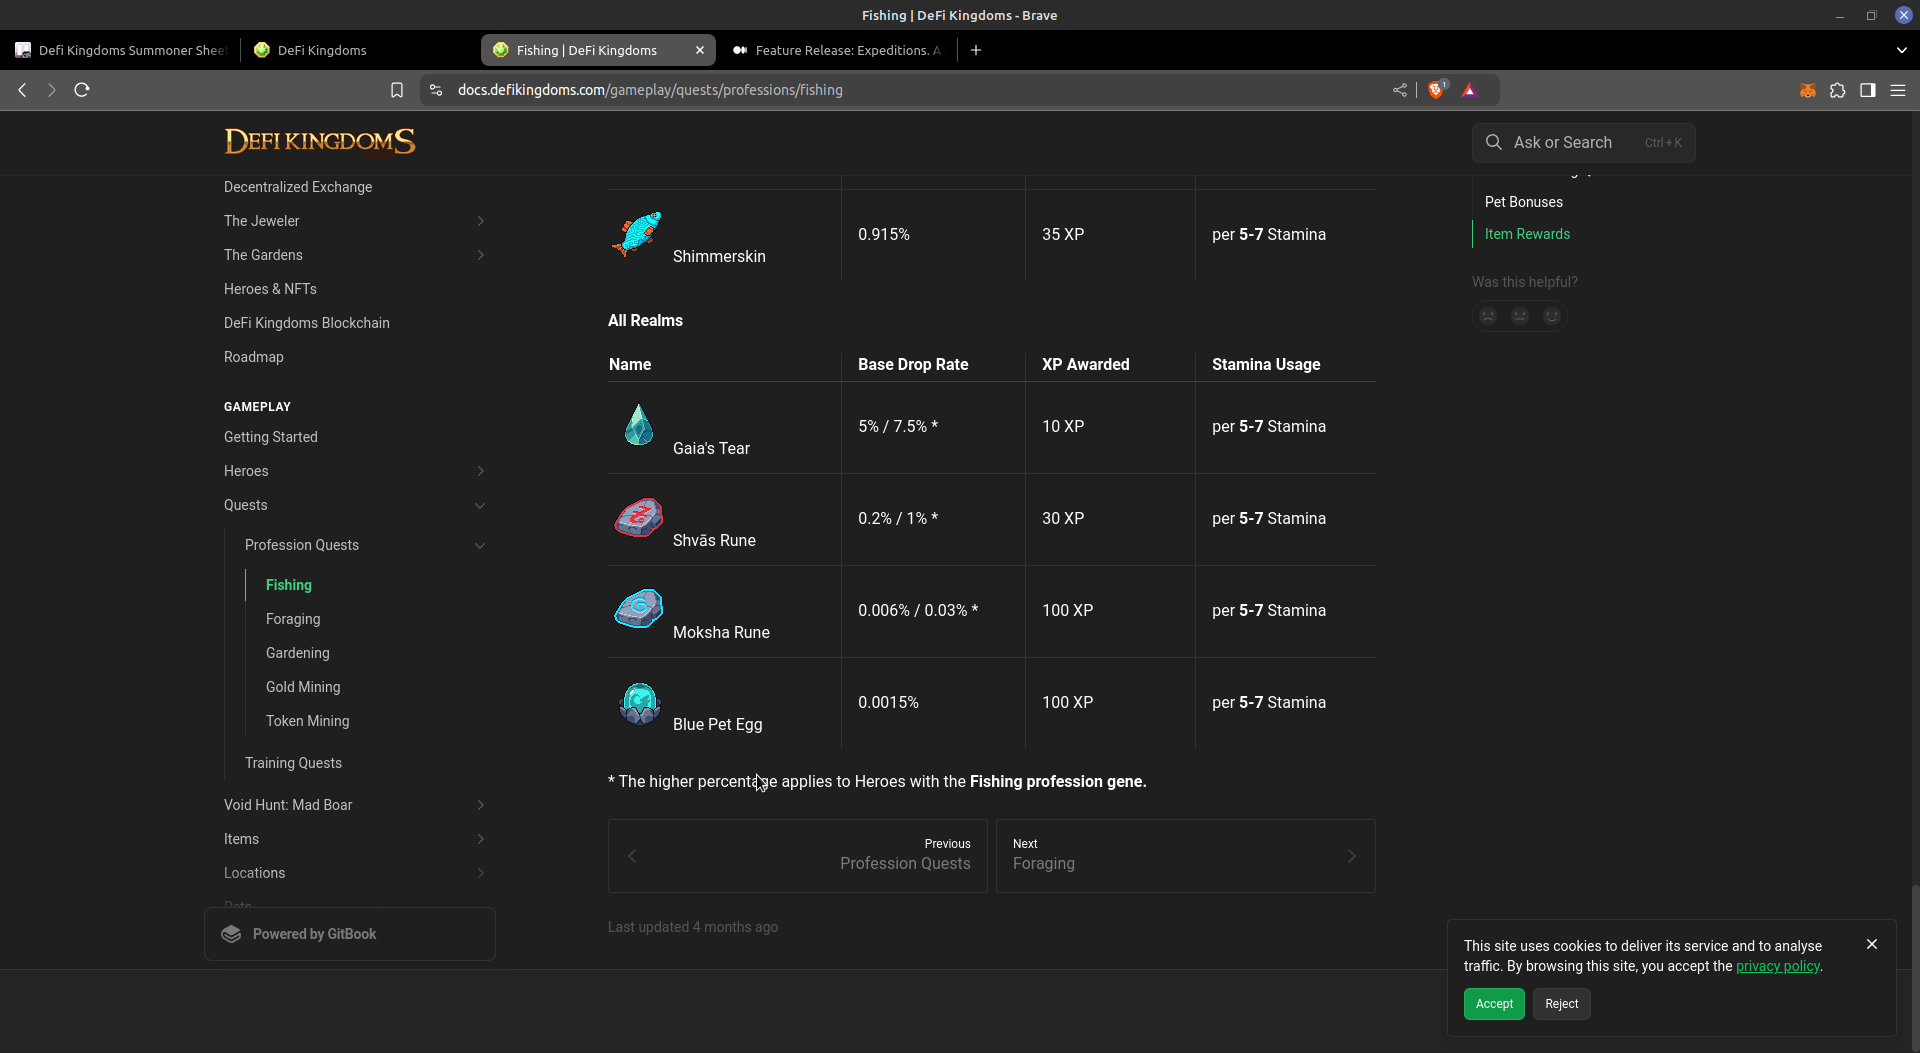 Fishing | DeFi Kingdoms - Brave
Defi Kingdoms Summoner Shee
DeFi Kingdoms
Fishing | DeFi Kingdoms
Feature Release: Expeditions. A
docs.defikingdoms.com/gameplay/quests/professions/fishing
1
DEFI KINGDOMS
Ask or Search
Ctrl + K
Decentralized Exchange
The Jeweler
The Gardens
Heroes & NFTs
DeFi Kingdoms Blockchain
Roadmap
GAMEPLAY
Getting Started
Heroes
Quests
Profession Quests
Fishing
Foraging
Gardening
Gold Mining
Token Mining
Training Quests
Void Hunt: Mad Boar
Items
Locations
Powered by GitBook
Shimmerskin
0.915%
35 XP
per 5-7 Stamina
All Realms
Name
Base Drop Rate
XP Awarded
Stamina Usage
Gaia's Tear
5% / 7.5% *
10 XP
per 5-7 Stamina
Shvās Rune
0.2% / 1% *
30 XP
per 5-7 Stamina
Moksha Rune
0.006% / 0.03% *
100 XP
per 5-7 Stamina
Blue Pet Egg
0.0015%
100 XP
per 5-7 Stamina
* The higher percentage applies to Heroes with the Fishing profession gene.
Previous
Profession Quests
Next
Foraging
Last updated 4 months ago
Pet Bonuses
Item Rewards
Was this helpful?
This site uses cookies to deliver its service and to analyse
traffic. By browsing this site, you accept the privacy policy.
Accept
Reject